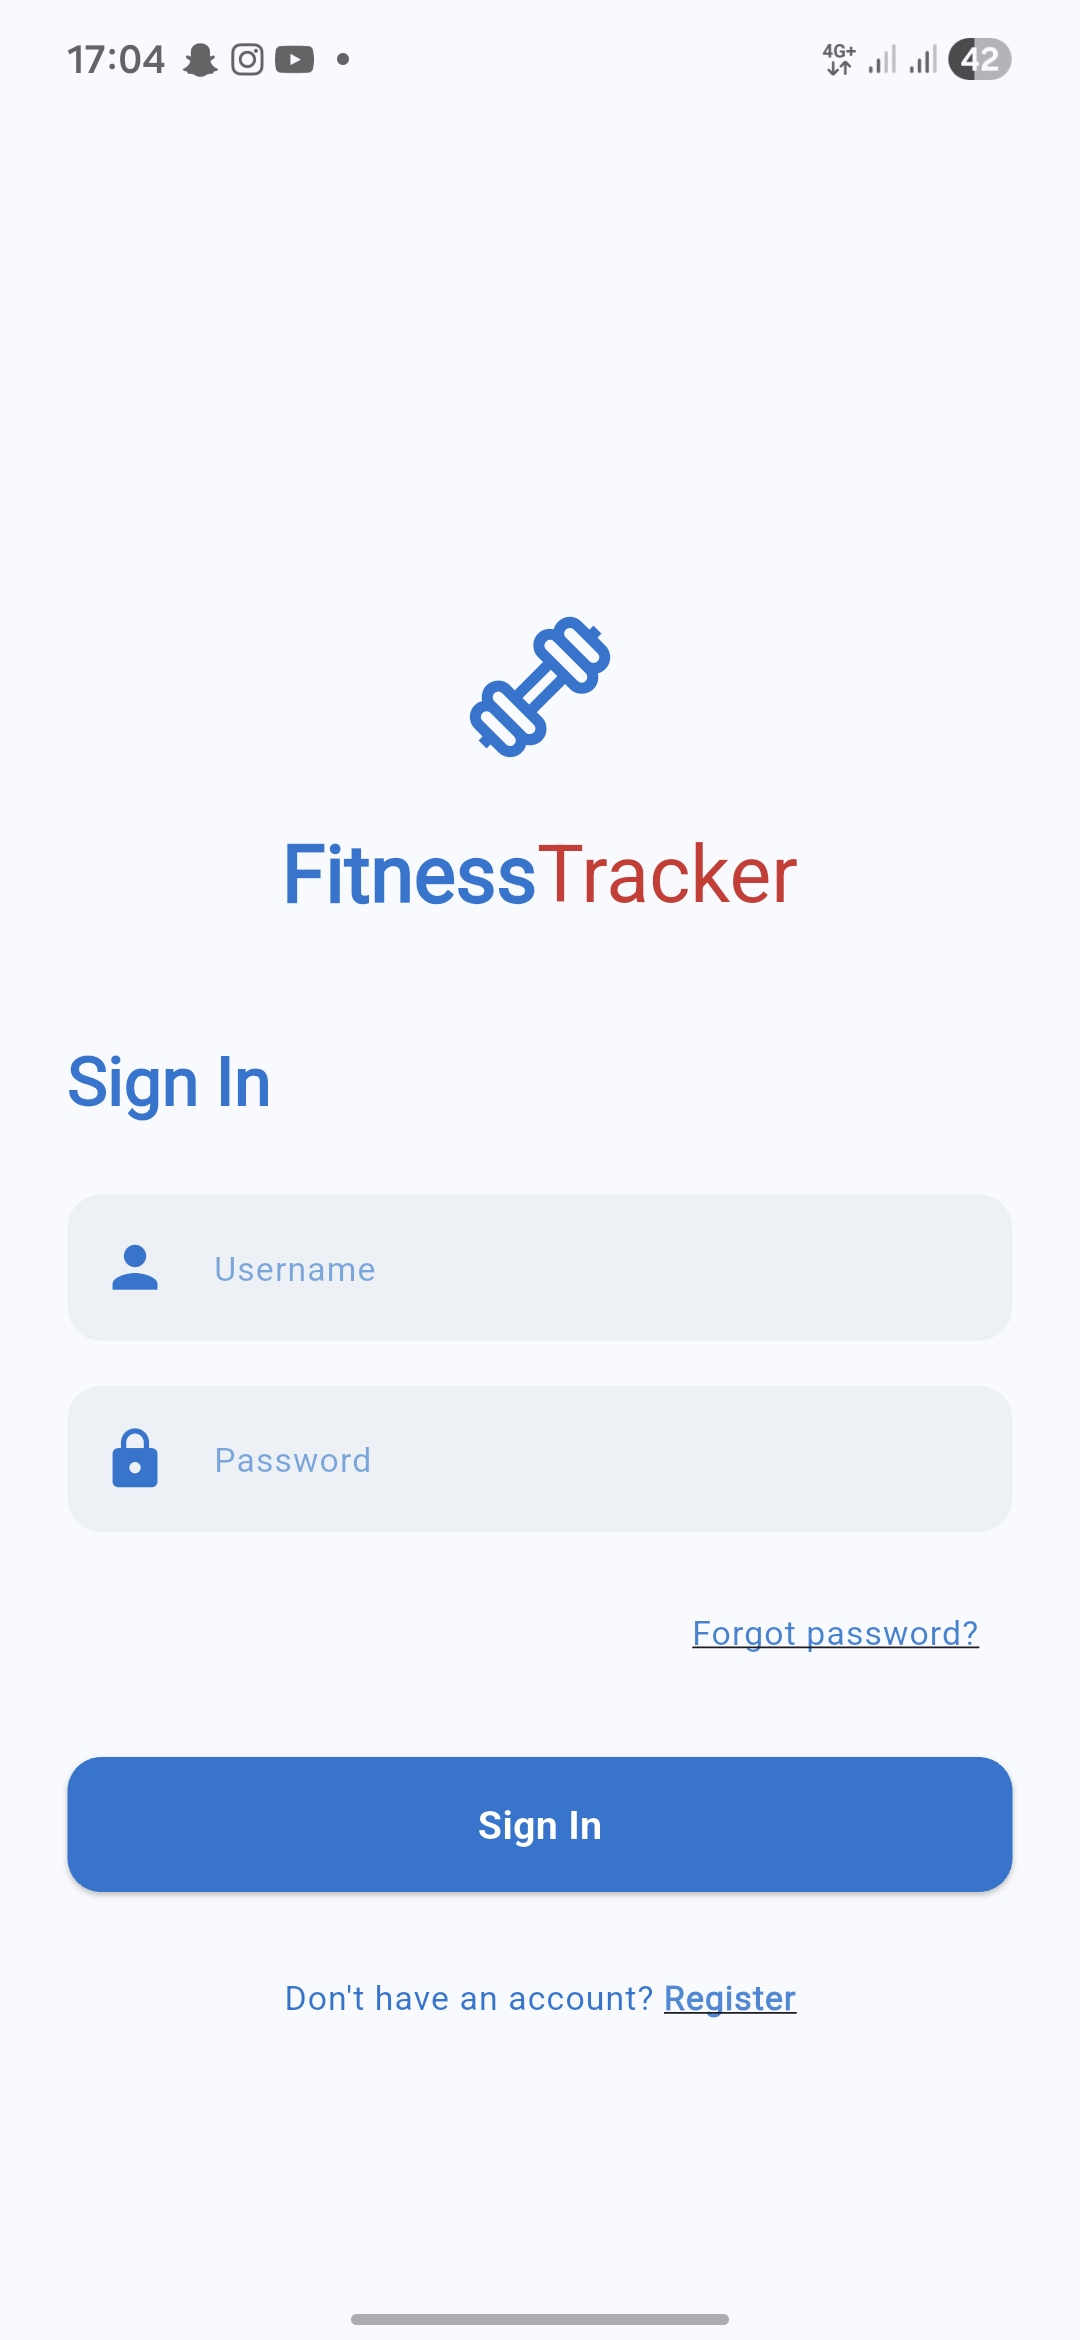 17:04 4G+ 42
FitnessTracker
Sign In
Username
Password
Forgot password?
Sign In
Don't have an account? Register